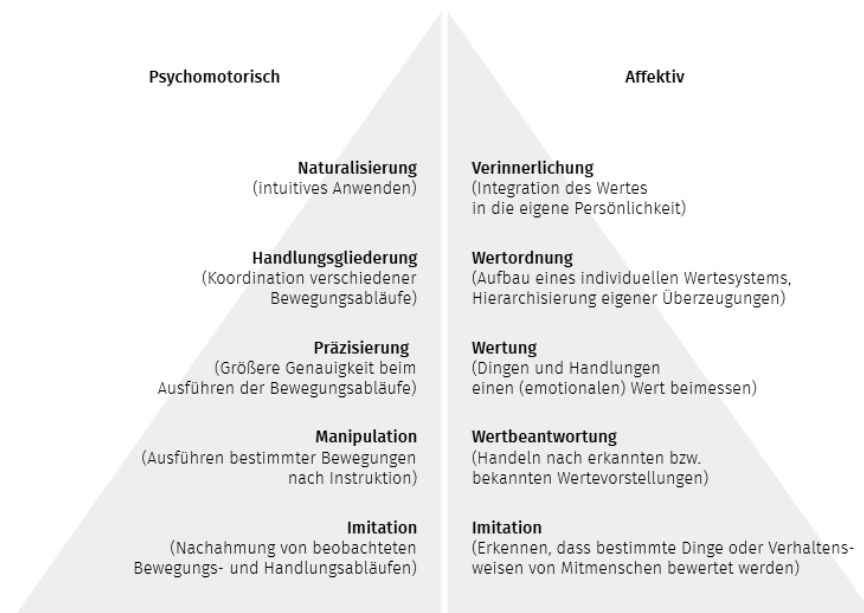 Psychomotorisch
Naturalisierung
(intuitives Anwenden)
Handlungsgliederung
(Koordination verschiedener
Bewegungsabläufe)
Präzisierung
(Größere Genauigkeit beim
Ausführen der Bewegungsabläufe)
Manipulation
(Ausführen bestimmter Bewegungen
nach Instruktion)
Imitation
(Nachahmung von beobachteten
Bewegungs- und Handlungsabläufen)
Affektiv
Verinnerlichung
(Integration des Wertes
in die eigene Persönlichkeit)
Wertordnung
(Aufbau eines individuellen Wertesystems,
Hierarchisierung eigener Überzeugungen)
Wertung
(Dingen und Handlungen
einen (emotionalen) Wert beimessen)
Wertbeantwortung
(Handeln nach erkannten bzw.
bekannten Wertevorstellungen)
Imitation
(Erkennen, dass bestimmte Dinge oder Verhaltens-
weisen von Mitmenschen bewertet werden)